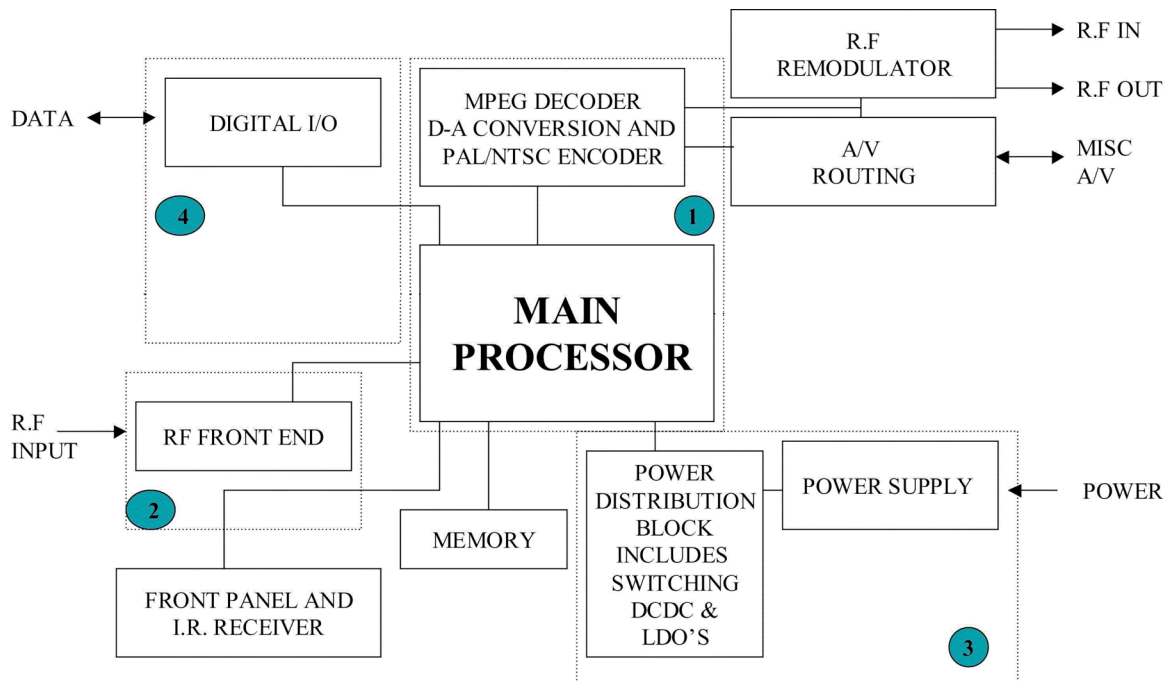 R.F
REMODULATOR
R.F IN
R.F OUT
DATA
DIGITAL I/O
MPEG DECODER
D-A CONVERSION AND
PAL/NTSC ENCODER
A/V
ROUTING
MISC
A/V
4
1
MAIN
PROCESSOR
R.F
INPUT
RF FRONT END
2
POWER
DISTRIBUTION
BLOCK
INCLUDES
SWITCHING
DCDC &
LDO'S
POWER SUPPLY
POWER
MEMORY
FRONT PANEL AND
I.R. RECEIVER
3